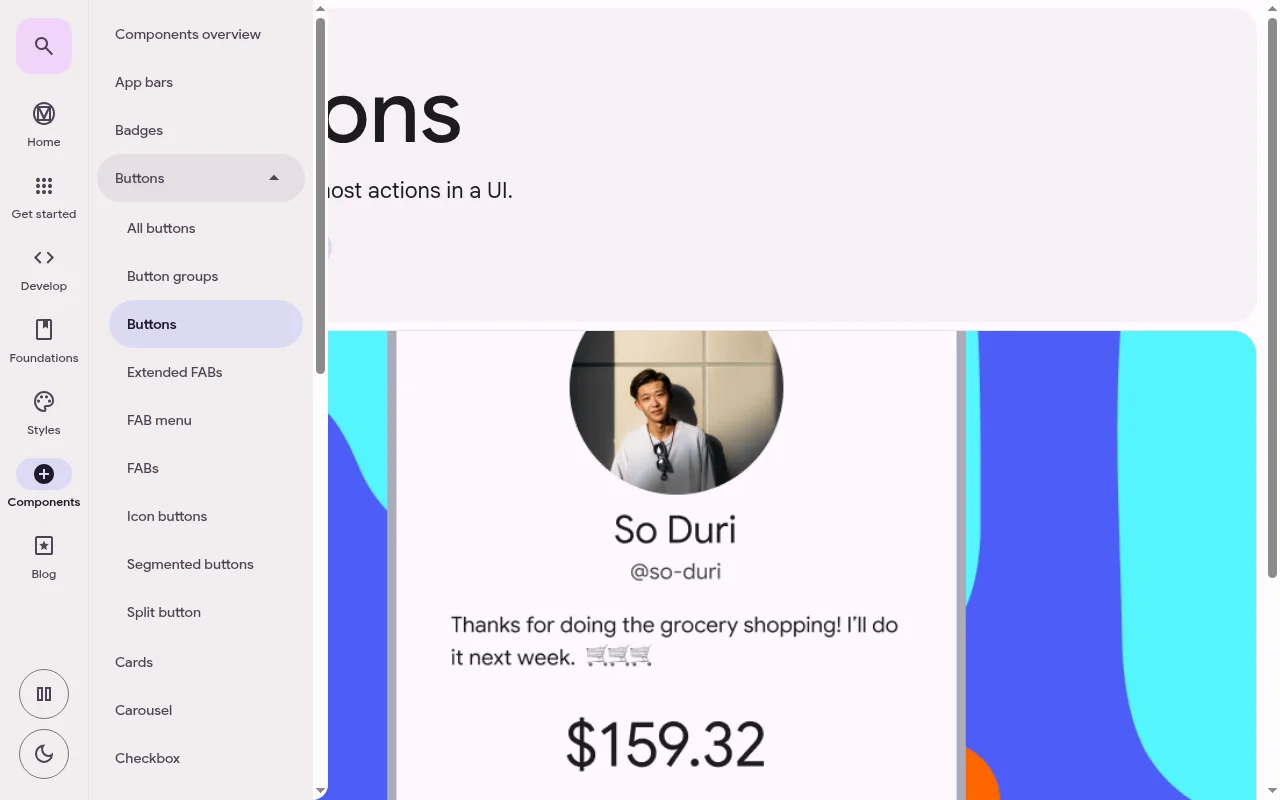 Home
Get started
Develop
Foundations
Styles
Components
Blog
Components overview
App bars
Badges
Buttons
All buttons
Button groups
Buttons
Extended FABs
FAB menu
FABs
Icon buttons
Segmented buttons
Split button
Cards
Carousel
Checkbox
ons
ost actions in a UI.
So Duri
@so-duri
Thanks for doing the grocery shopping! I’ll do
it next week. 🛒🛒🛒
$159.32